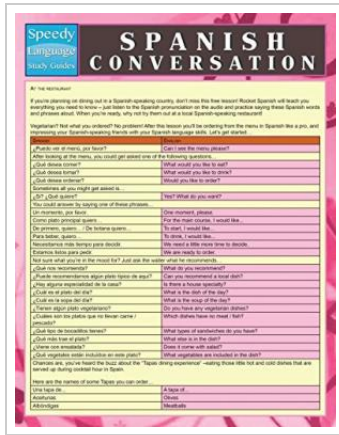 Speedy
Language
Study Guides
SPANISH
CONVERSATION
AT THE RESTAURANT
If you're planning on dining out in a Spanish-speaking country, don't miss this free lesson! Rocket Spanish will teach you
everything you need to know – just listen to the Spanish pronunciation on the audio and practice saying these Spanish words
and phrases aloud. When you're ready, why not try them out at a local Spanish-speaking restaurant!
Vegetarian? Not what you ordered? No problem! After this lesson you'll be ordering from the menu in Spanish like a pro, and
impressing your Spanish-speaking friends with your Spanish language skills. Let's get started.
SPANISH ENGLISH
¿Puedo ver el menú, por favor? Can I see the menu please?
After looking at the menu, you could get asked one of the following questions...
¿Qué desea comer? What would you like to eat?
¿Qué desea tomar? What would you like to drink?
¿Qué desea ordenar? Would you like to order?
Sometimes all you might get asked is...
¿Sí? ¿Qué quiere? Yes? What do you want?
You could answer by saying one of these phrases...
Un momento, por favor. One moment, please.
Como plato principal quiero... For the main course, I would like...
De primero, quiero... - De botana quiero... To start, I would like...
Para beber, quiero... To drink, I would like...
Necesitamos más tiempo para decidir. We need a little more time to decide.
Estamos listos para pedir. We are ready to order.
Not sure what you're in the mood for? Just ask the waiter what he recommends...
¿Qué nos recomienda? What do you recommend?
¿Puede recomendarnos algún plato típico de aquí? Can you recommend a local dish?
¿Hay alguna especialidad de la casa? Is there a house specialty?
¿Cuál es el plato del día? What is the dish of the day?
¿Cuál es la sopa del día? What is the soup of the day?
¿Tienen algún plato vegetariano? Do you have any vegetarian dishes?
¿Cuáles son los platos que no llevan carne / Which dishes have no meat / fish?
pescado?
¿Qué tipo de bocadillos tienes? What types of sandwiches do you have?
¿Qué más trae el plato? What else is in the dish?
¿Viene con ensalada? Does it come with salad?
¿Qué vegetales están incluidos en este plato? What vegetables are included in the dish?
Chances are, you've heard the buzz about the "Tapas dining experience" –eating those little hot and cold dishes that are
served up during cocktail hour in Spain.
Here are the names of some Tapas you can order...
Una tapa de... A tapa of...
Aceitunas Olives
Albóndigas Meatballs